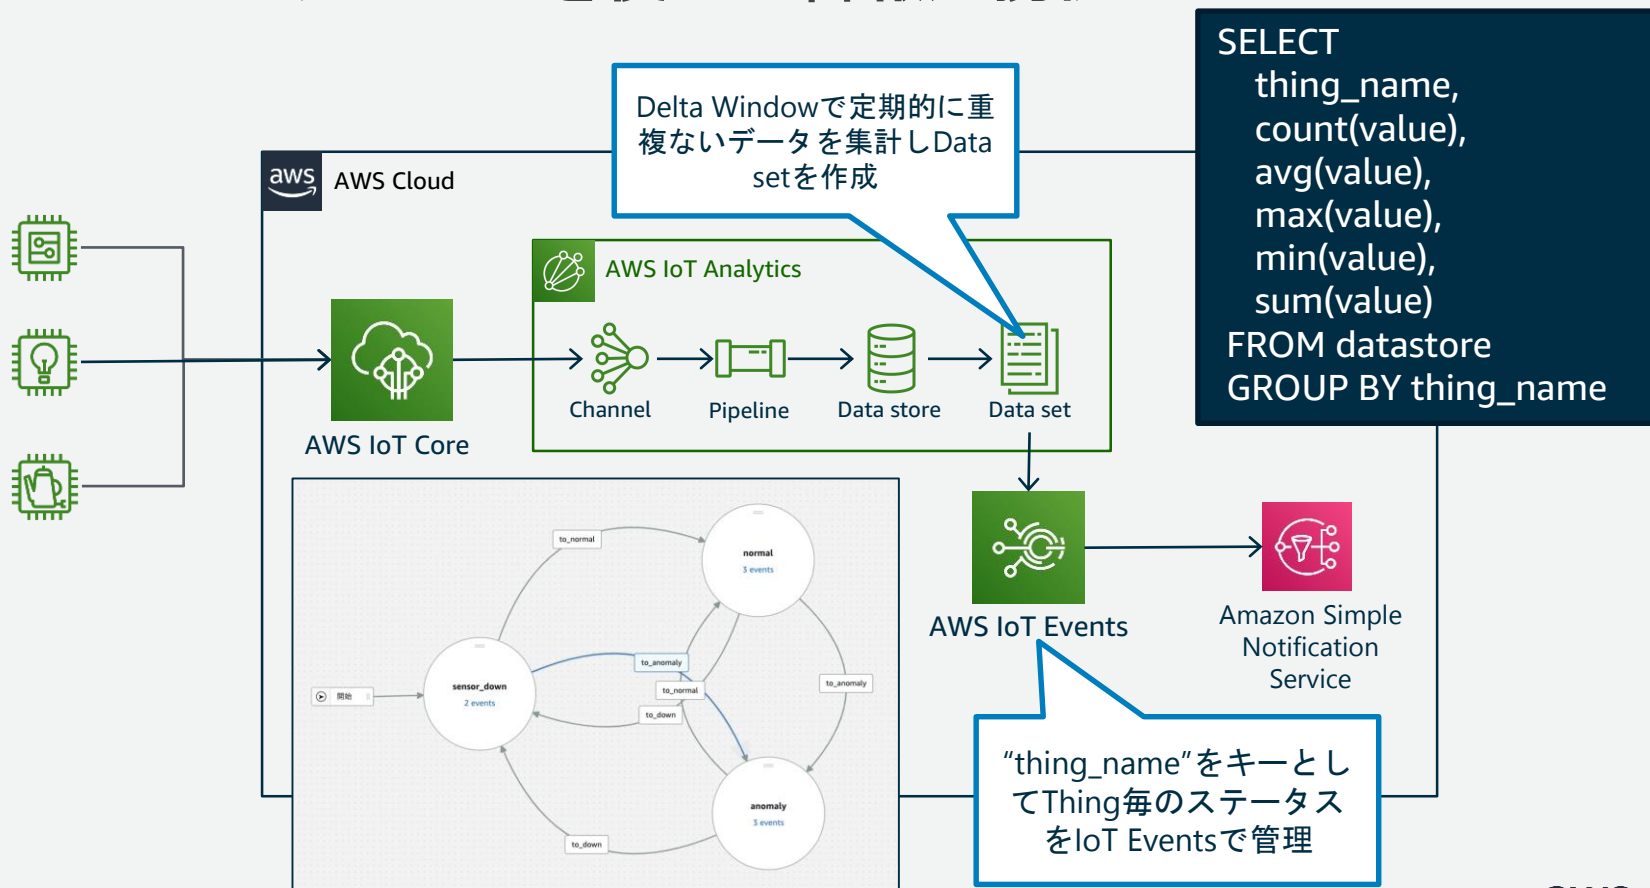 SELECT
thing_name,
count(value),
avg(value),
max(value),
min(value),
sum(value)
FROM datastore
GROUP BY thing_name
Delta Windowで定期的に重
複ないデータを集計しData
setを作成
aws
AWS Cloud
AWS IoT Analytics
Channel
Pipeline
Data store
Data set
AWS IoT Core
AWS IoT Events
Amazon Simple
Notification
Service
to_normal
normal
3 events
to_anomaly
to_normal
to_anomaly
to_down
開始
sensor_down
2 events
anomaly
3 events
to_down
“thing_name”をキーとし
てThing毎のステータス
をIoT Eventsで管理